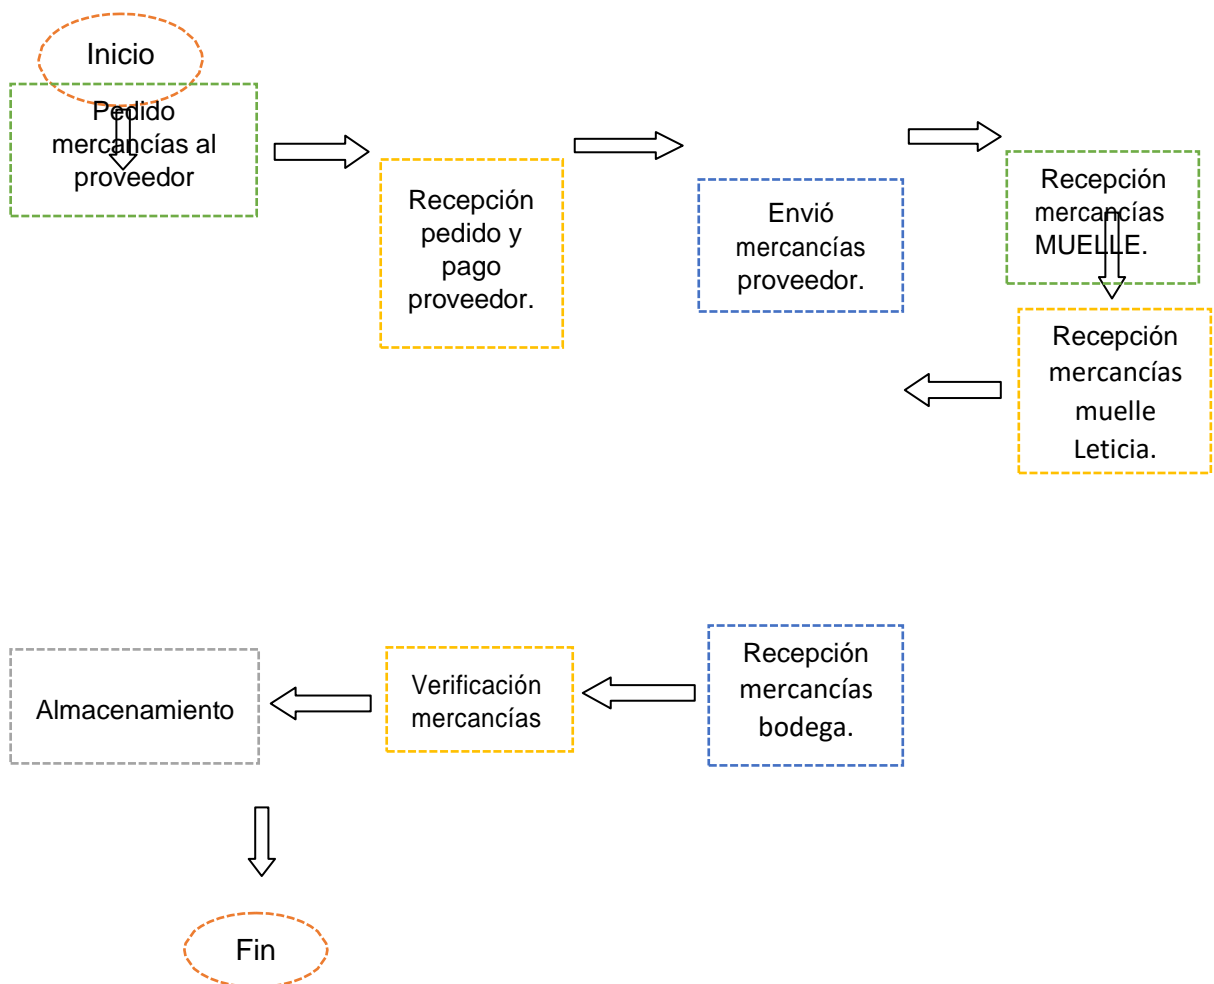 Inicio
Pedido
mercancías al
proveedor
Recepción
pedido y
pago
proveedor.
Envió
mercancías
proveedor.
Recepción
mercancías
MUELLE.
Recepción
mercancías
muelle
Leticia.
Recepción
mercancías
bodega.
Verificación
mercancías
Almacenamiento
Fin